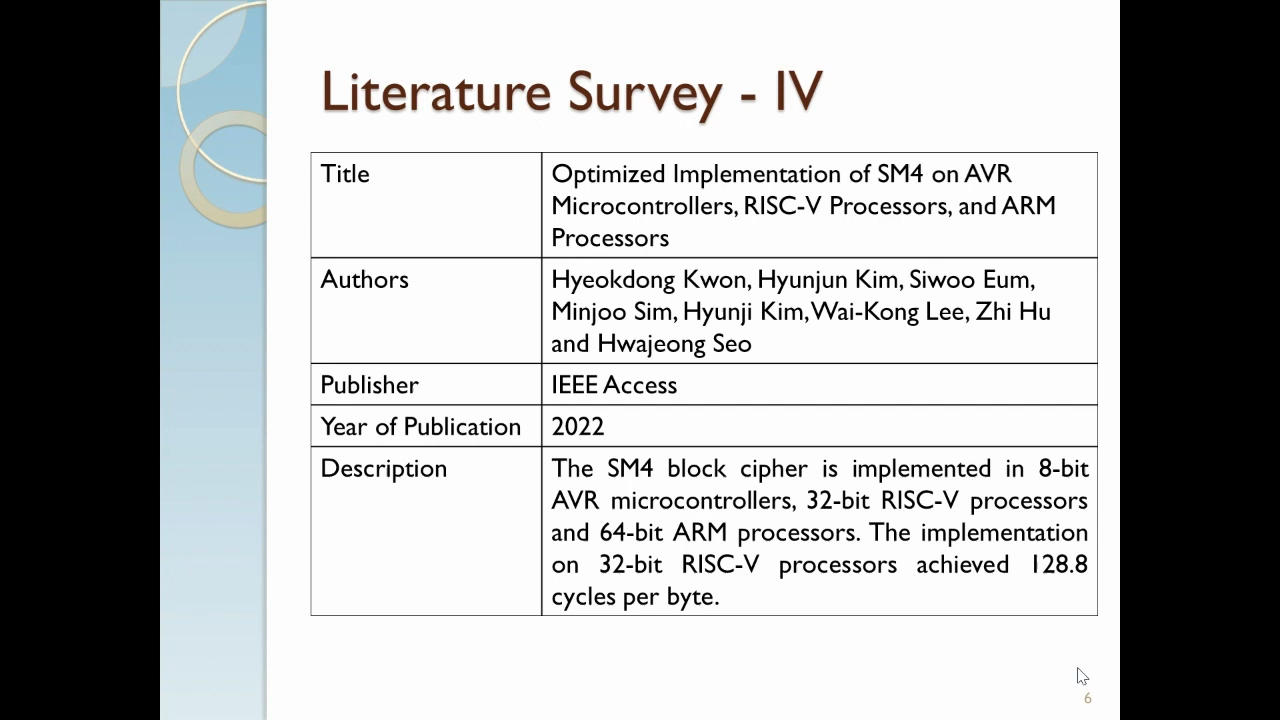 Literature Survey - IV
Title
Optimized Implementation of SM4 on AVR
Microcontrollers, RISC-V Processors, and ARM
Processors
Authors
Hyeokdong Kwon, Hyunjun Kim, Siwoo Eum,
Minjoo Sim, Hyunji Kim, Wai-Kong Lee, Zhi Hu
and Hwajeong Seo
Publisher
IEEE Access
Year of Publication
2022
Description
The SM4 block cipher is implemented in 8-bit
AVR microcontrollers, 32-bit RISC-V processors
and 64-bit ARM processors. The implementation
on 32-bit RISC-V processors achieved 128.8
cycles per byte.
6